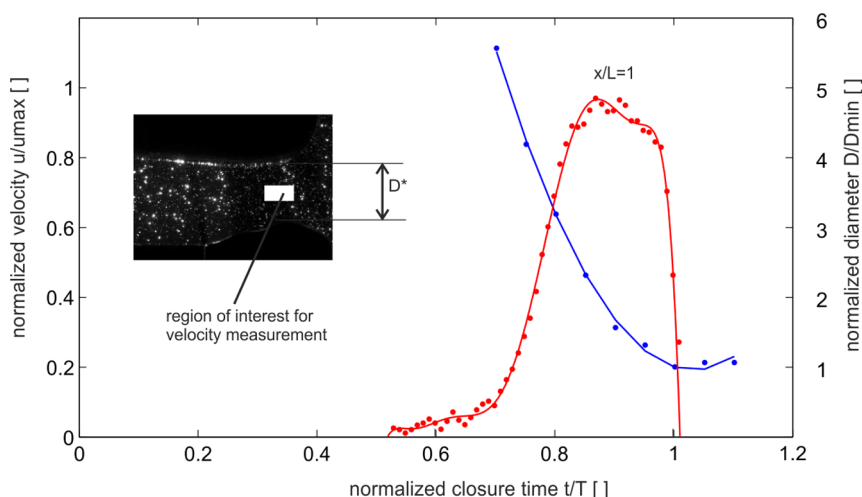 normalized velocity u/umax [ ]
1
0.8
0.6
0.4
0.2
0
0
0.2
0.4
0.6
0.8
1
1.2
normalized closure time t/T [ ]
D*
region of interest for
velocity measurement
x/L=1
6
5
4
3
2
1
normalized diameter D/Dmin [ ]